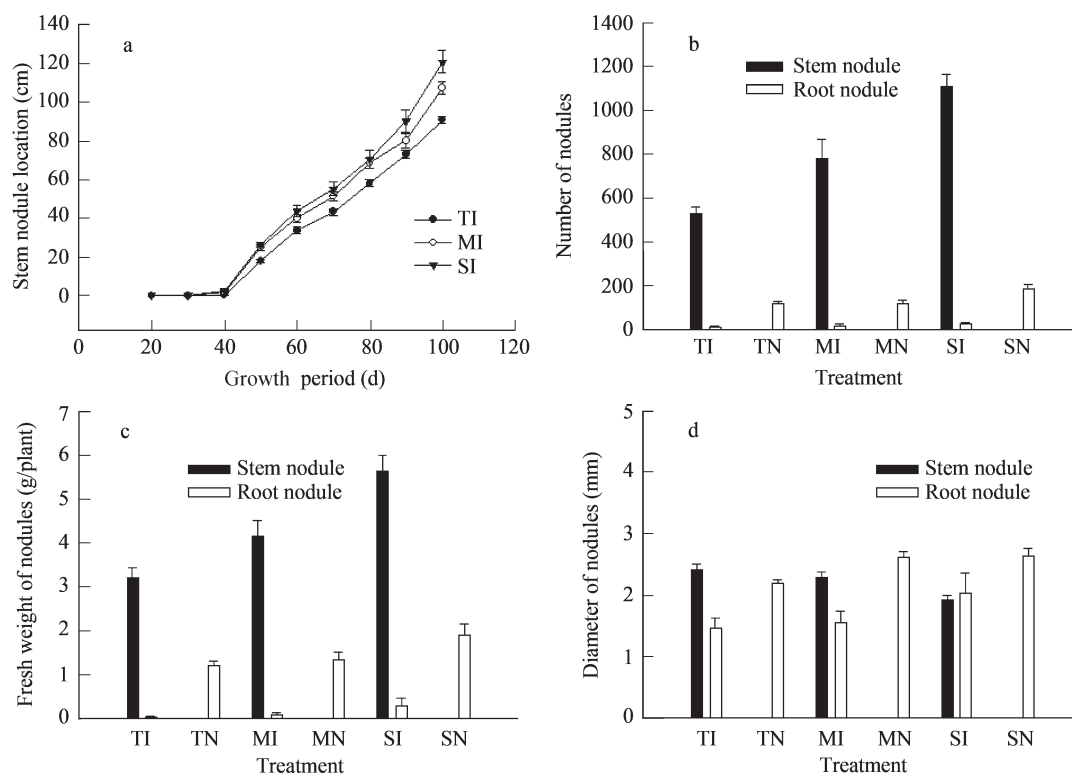 a
Stem nodule location (cm)
140
120
100
80
60
40
20
0
0 20 40 60 80 100 120
Growth period (d)
TI
MI
SI
b
Number of nodules
1400
1200
1000
800
600
400
200
0
Stem nodule
Root nodule
TI TN MI MN SI SN
Treatment
c
Fresh weight of nodules (g/plant)
7
6
5
4
3
2
1
0
Stem nodule
Root nodule
TI TN MI MN SI SN
Treatment
d
Diameter of nodules (mm)
5
4
3
2
1
0
Stem nodule
Root nodule
TI TN MI MN SI SN
Treatment